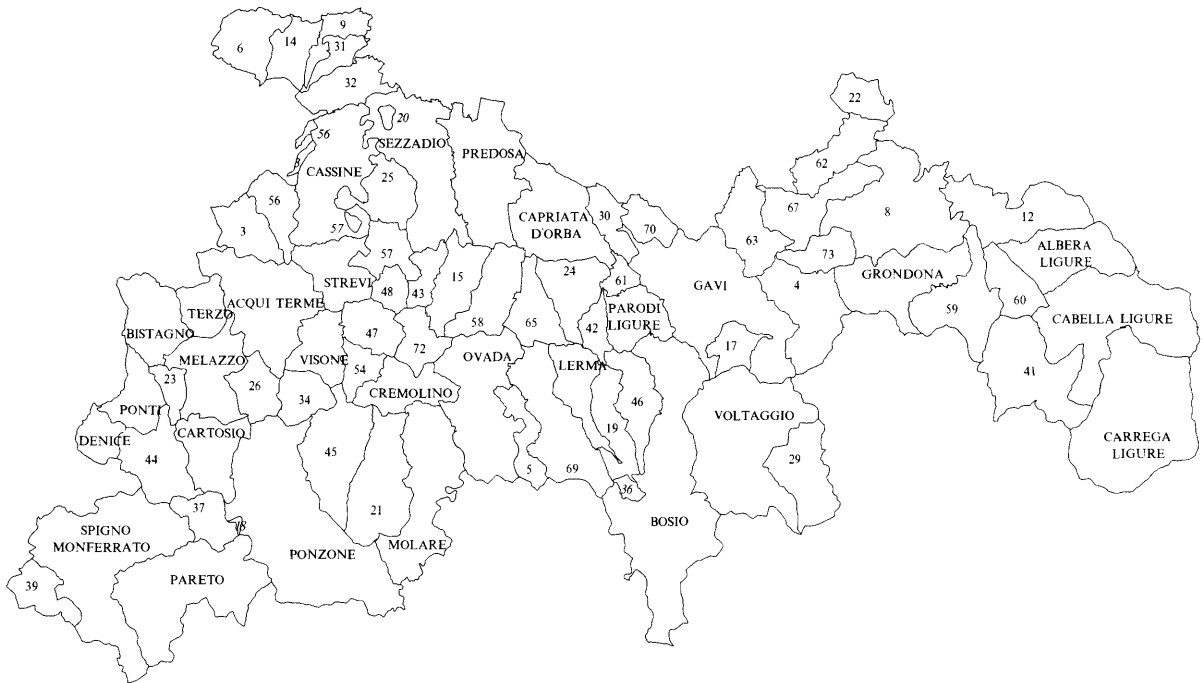 9
6
14
31
32
22
20
56
SEZZADIO
PREDOSA
3
CASSINE
25
62
56
30
CAPRIATA
D'ORBA
67
8
12
57
3
70
63
ALBERA
LIGURE
57
73
24
15
STREVI
48
43
61
GAVI
4
GRONDONA
60
ACQUI TERME
TERZO
PARODI
LIGURE
59
CABELLA LIGURE
BISTAGNO
47
58
65
42
17
MELAZZO
VISONE
72
OVADA
LERMA
23
26
54
41
34
CREMOLINO
46
PONTI
VOLTAGGIO
19
CARTOSIO
DENICE
45
44
29
CARREGA
LIGURE
5
69
36
37
21
18
BOSIO
SPIGNO
MONFERRATO
PONZONE
MOLARE
39
PARETO